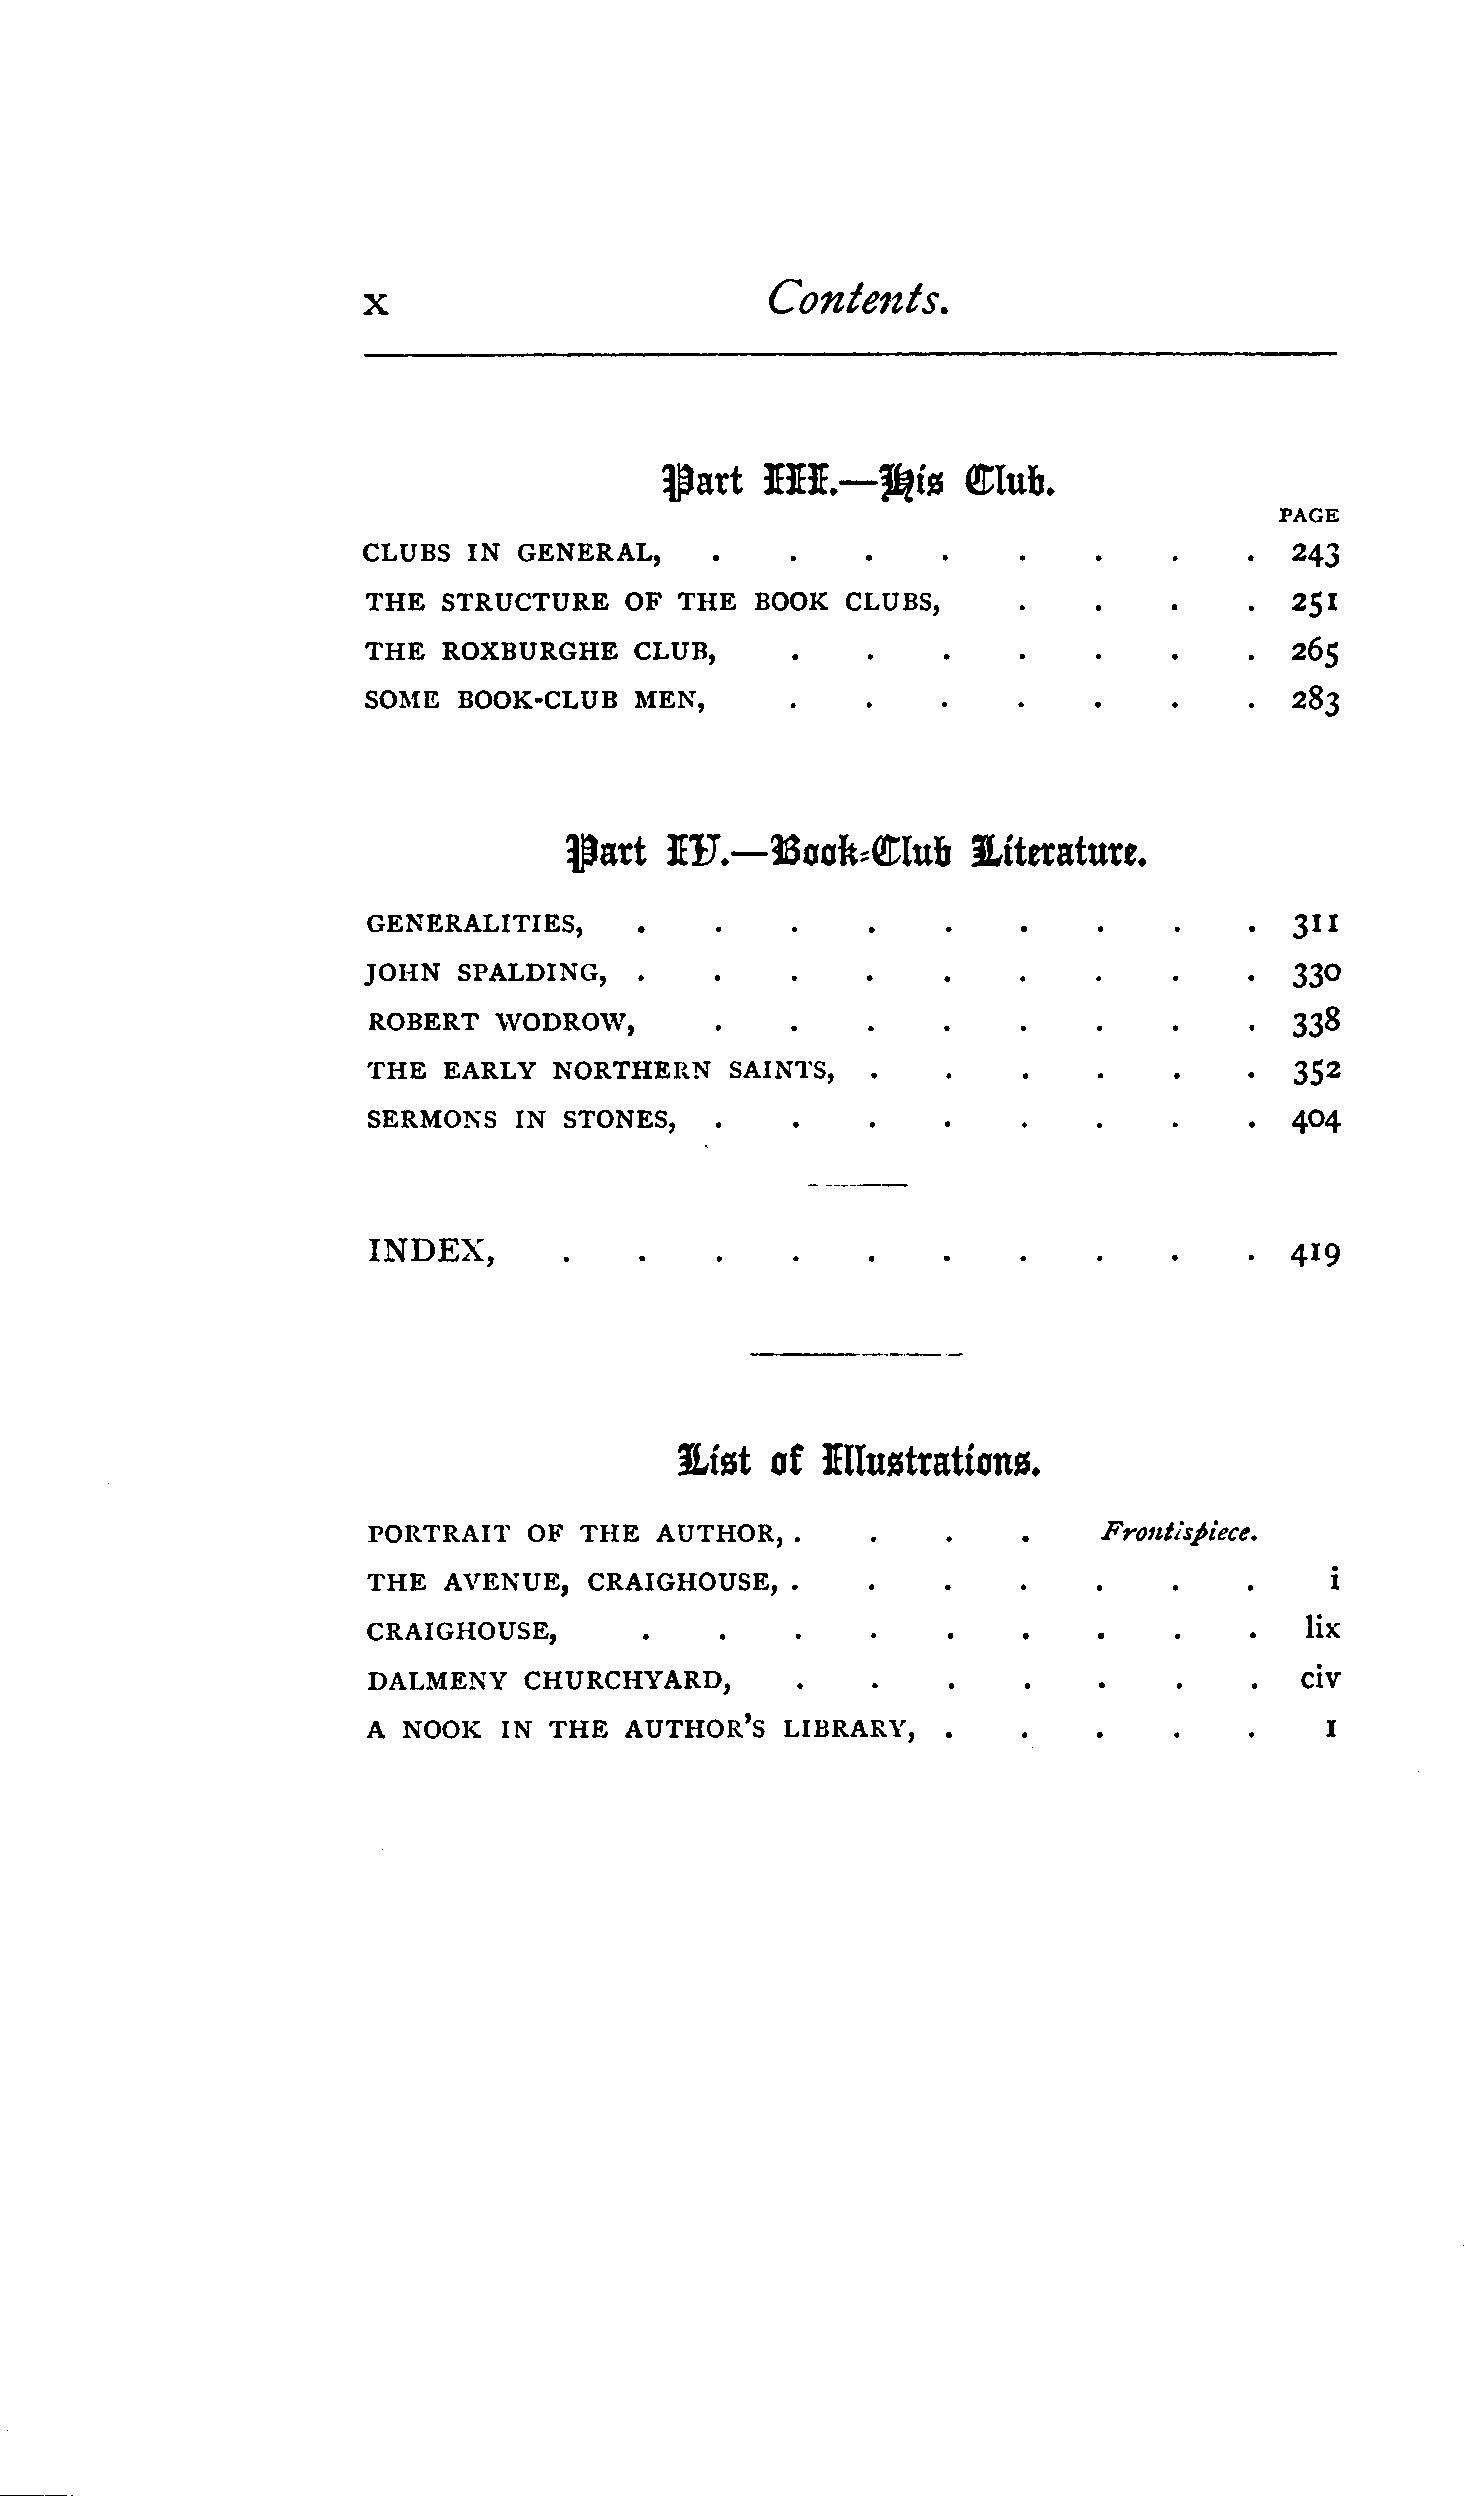 x Contents.
Part III.—His Club.
PAGE
CLUBS IN GENERAL, . . . . . . . . 243
THE STRUCTURE OF THE BOOK CLUBS, . . . . 251
THE ROXBURGHE CLUB, . . . . . . . 265
SOME BOOK-CLUB MEN, . . . . . . . 283
Part IV.—Book-Club Literature.
GENERALITIES, . . . . . . . . . 311
JOHN SPALDING, . . . . . . . . . 330
ROBERT WODROW, . . . . . . . . 338
THE EARLY NORTHERN SAINTS, . . . . . . 352
SERMONS IN STONES, . . . . . . . . 404
INDEX, . . . . . . . . . . 419
List of Illustrations.
PORTRAIT OF THE AUTHOR, . . . . Frontispiece.
THE AVENUE, CRAIGHOUSE, . . . . . . . i
CRAIGHOUSE, . . . . . . . . . lix
DALMENY CHURCHYARD, . . . . . . . civ
A NOOK IN THE AUTHOR'S LIBRARY, . . . . . 1